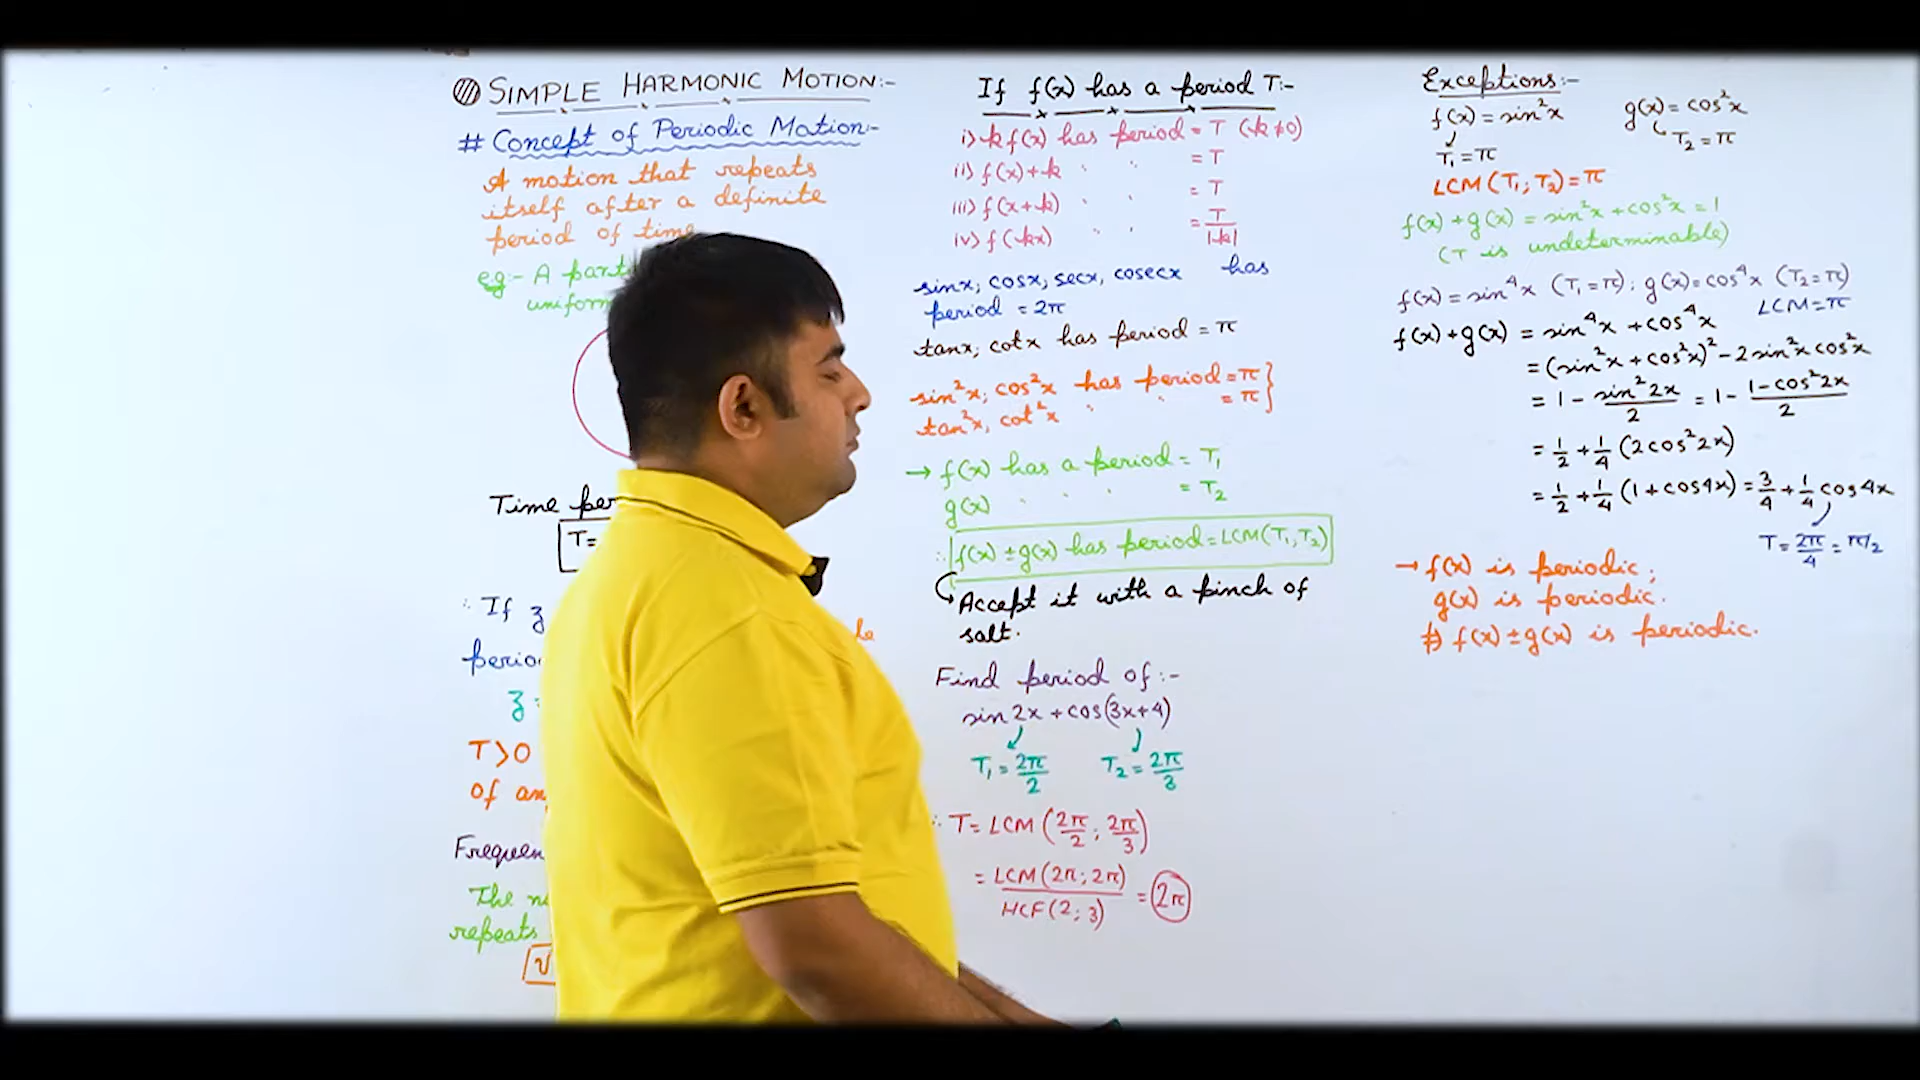 SIMPLE HARMONIC MOTION:-
# Concept of Periodic Motion:-
A motion that repeats
itself after a definite
period of time
eg:- A parti
uniform
Time per
T=
∴ If z
perio
z =
T>0
of an
Frequen
The n
repeats
υ
If f(x) has a period T:-
i) k f(x) has period = T (k≠0)
ii) f(x)+k " " = T
iii) f(x+k) " " = T
iv) f(kx) " " = T/|k|
sinx, cosx, secx, cosecx has
period = 2π
tanx, cotx has period = π
sin²x, cos²x has period = π }
tan²x, cot²x " " = π }
→ f(x) has a period = T₁
g(x) " " " = T₂
∴ f(x) ± g(x) has period = LCM(T₁, T₂)
↳ Accept it with a pinch of
salt.
Find period of:-
sin2x + cos(3x+4)
T₁ = 2π/2 T₂ = 2π/3
∴ T = LCM (2π/2 ; 2π/3)
= LCM(2π; 2π)/HCF(2; 3) = 2π
Exceptions:-
f(x) = sin²x g(x) = cos²x
T₁ = π T₂ = π
LCM(T₁; T₂) = π
f(x) + g(x) = sin²x + cos²x = 1
(T is undeterminable)
f(x) = sin⁴x (T₁ = π); g(x) = cos⁴x (T₂ = π)
LCM = π
f(x) + g(x) = sin⁴x + cos⁴x
= (sin²x + cos²x)² - 2sin²x cos²x
= 1 - sin²2x/2 = 1 - (1-cos²2x)/2
= 1/2 + 1/4 (2cos²2x)
= 1/2 + 1/4 (1 + cos4x) = 3/4 + 1/4 cos4x
T = 2π/4 = π/2
→ f(x) is periodic;
g(x) is periodic.
⇏ f(x) ± g(x) is periodic.